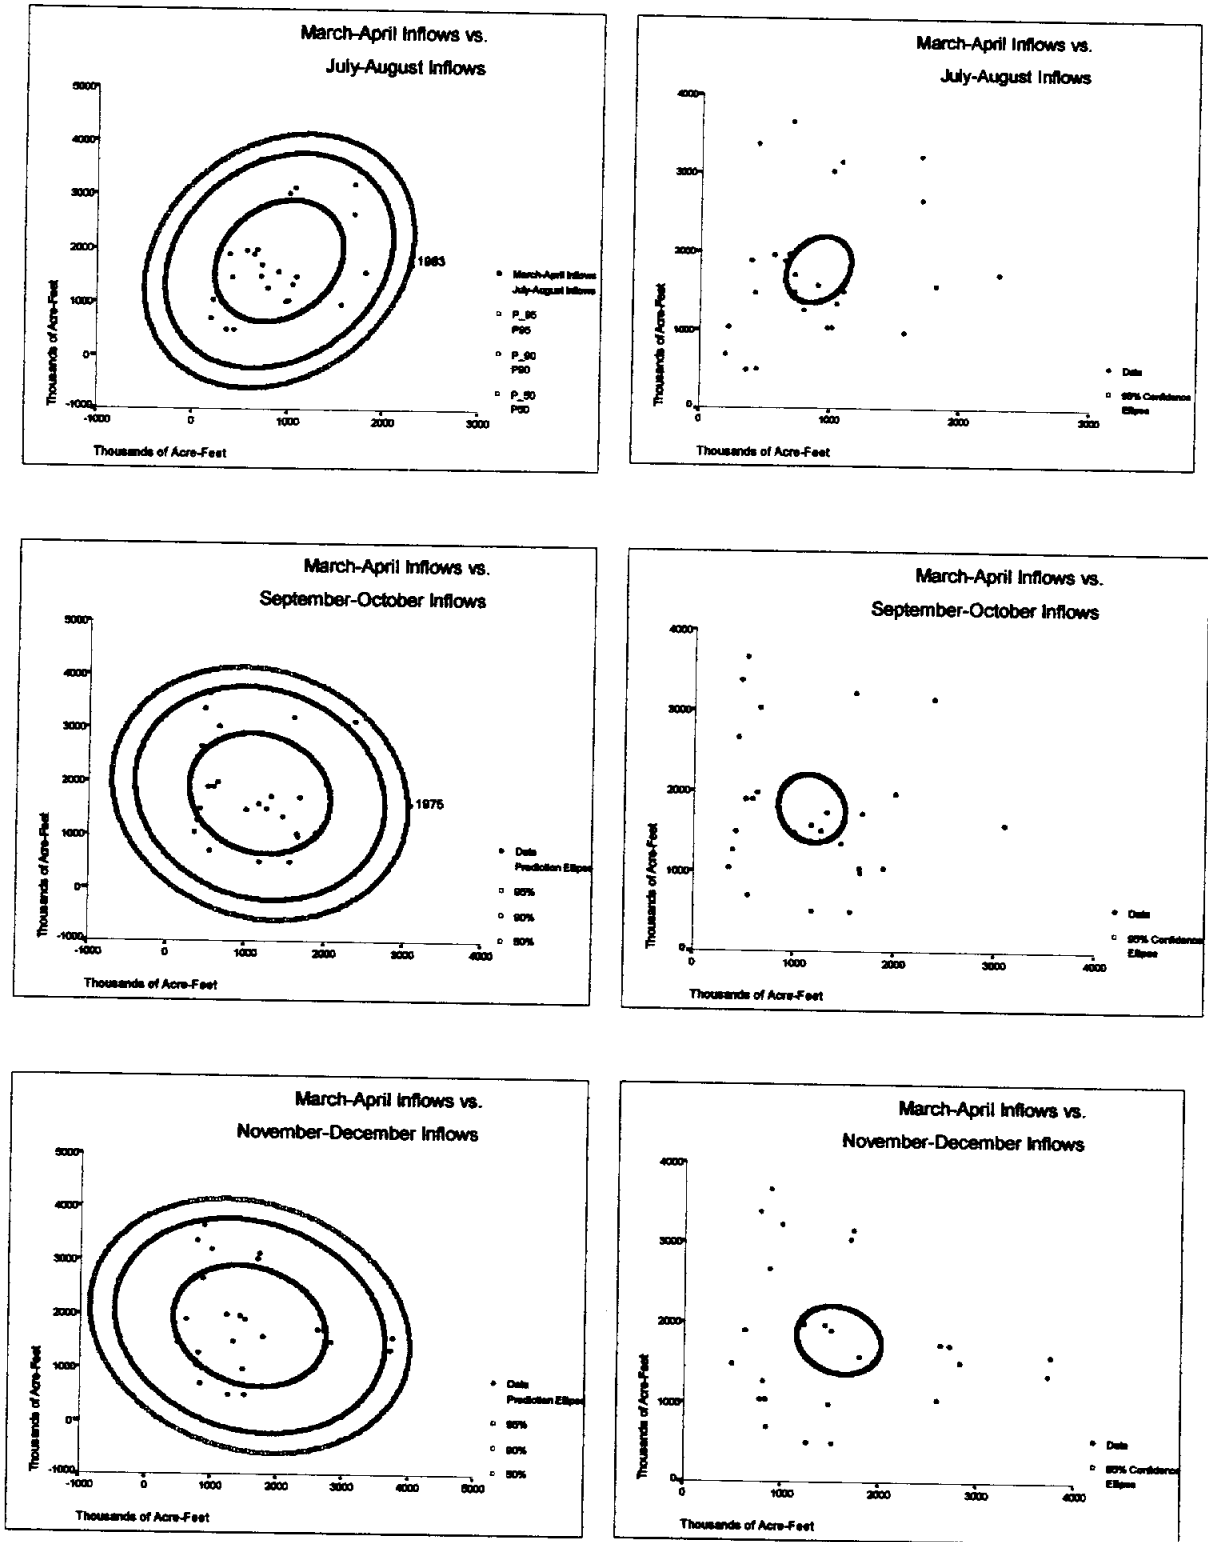 March-April Inflows vs.
July-August Inflows
5000
4000
3000
2000
1000
0
-1000
Thousands of Acre-Feet
-1000
0
1000
2000
3000
Thousands of Acre-Feet
1983
March-April Inflows
July-August Inflows
P_95
P95
P_90
P90
P_50
P50
March-April Inflows vs.
July-August Inflows
4000
3000
2000
1000
0
Thousands of Acre-Feet
0
1000
2000
3000
Thousands of Acre-Feet
Data
95% Confidence
Ellipse
March-April Inflows vs.
September-October Inflows
5000
4000
3000
2000
1000
0
-1000
Thousands of Acre-Feet
-1000
0
1000
2000
3000
4000
Thousands of Acre-Feet
1975
Data
Prediction Ellipse
95%
90%
50%
March-April Inflows vs.
September-October Inflows
4000
3000
2000
1000
0
Thousands of Acre-Feet
0
1000
2000
3000
4000
Thousands of Acre-Feet
Data
95% Confidence
Ellipse
March-April Inflows vs.
November-December Inflows
5000
4000
3000
2000
1000
0
-1000
Thousands of Acre-Feet
-1000
0
1000
2000
3000
4000
5000
Thousands of Acre-Feet
Data
Prediction Ellipse
95%
90%
50%
March-April Inflows vs.
November-December Inflows
4000
3000
2000
1000
0
Thousands of Acre-Feet
0
1000
2000
3000
4000
Thousands of Acre-Feet
Data
95% Confidence
Ellipse